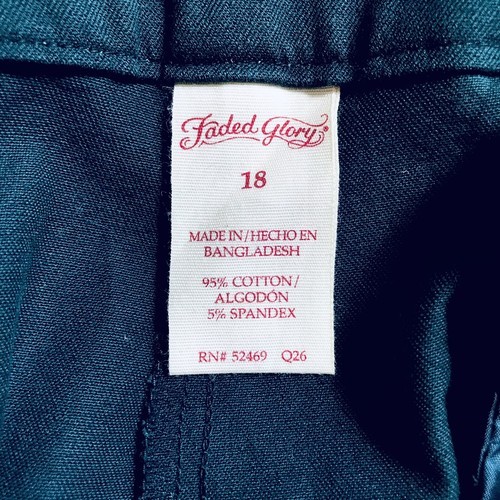 Faded Glory®
18
MADE IN/HECHO EN
BANGLADESH
95% COTTON/
ALGODÓN
5% SPANDEX
RN# 52469 Q26